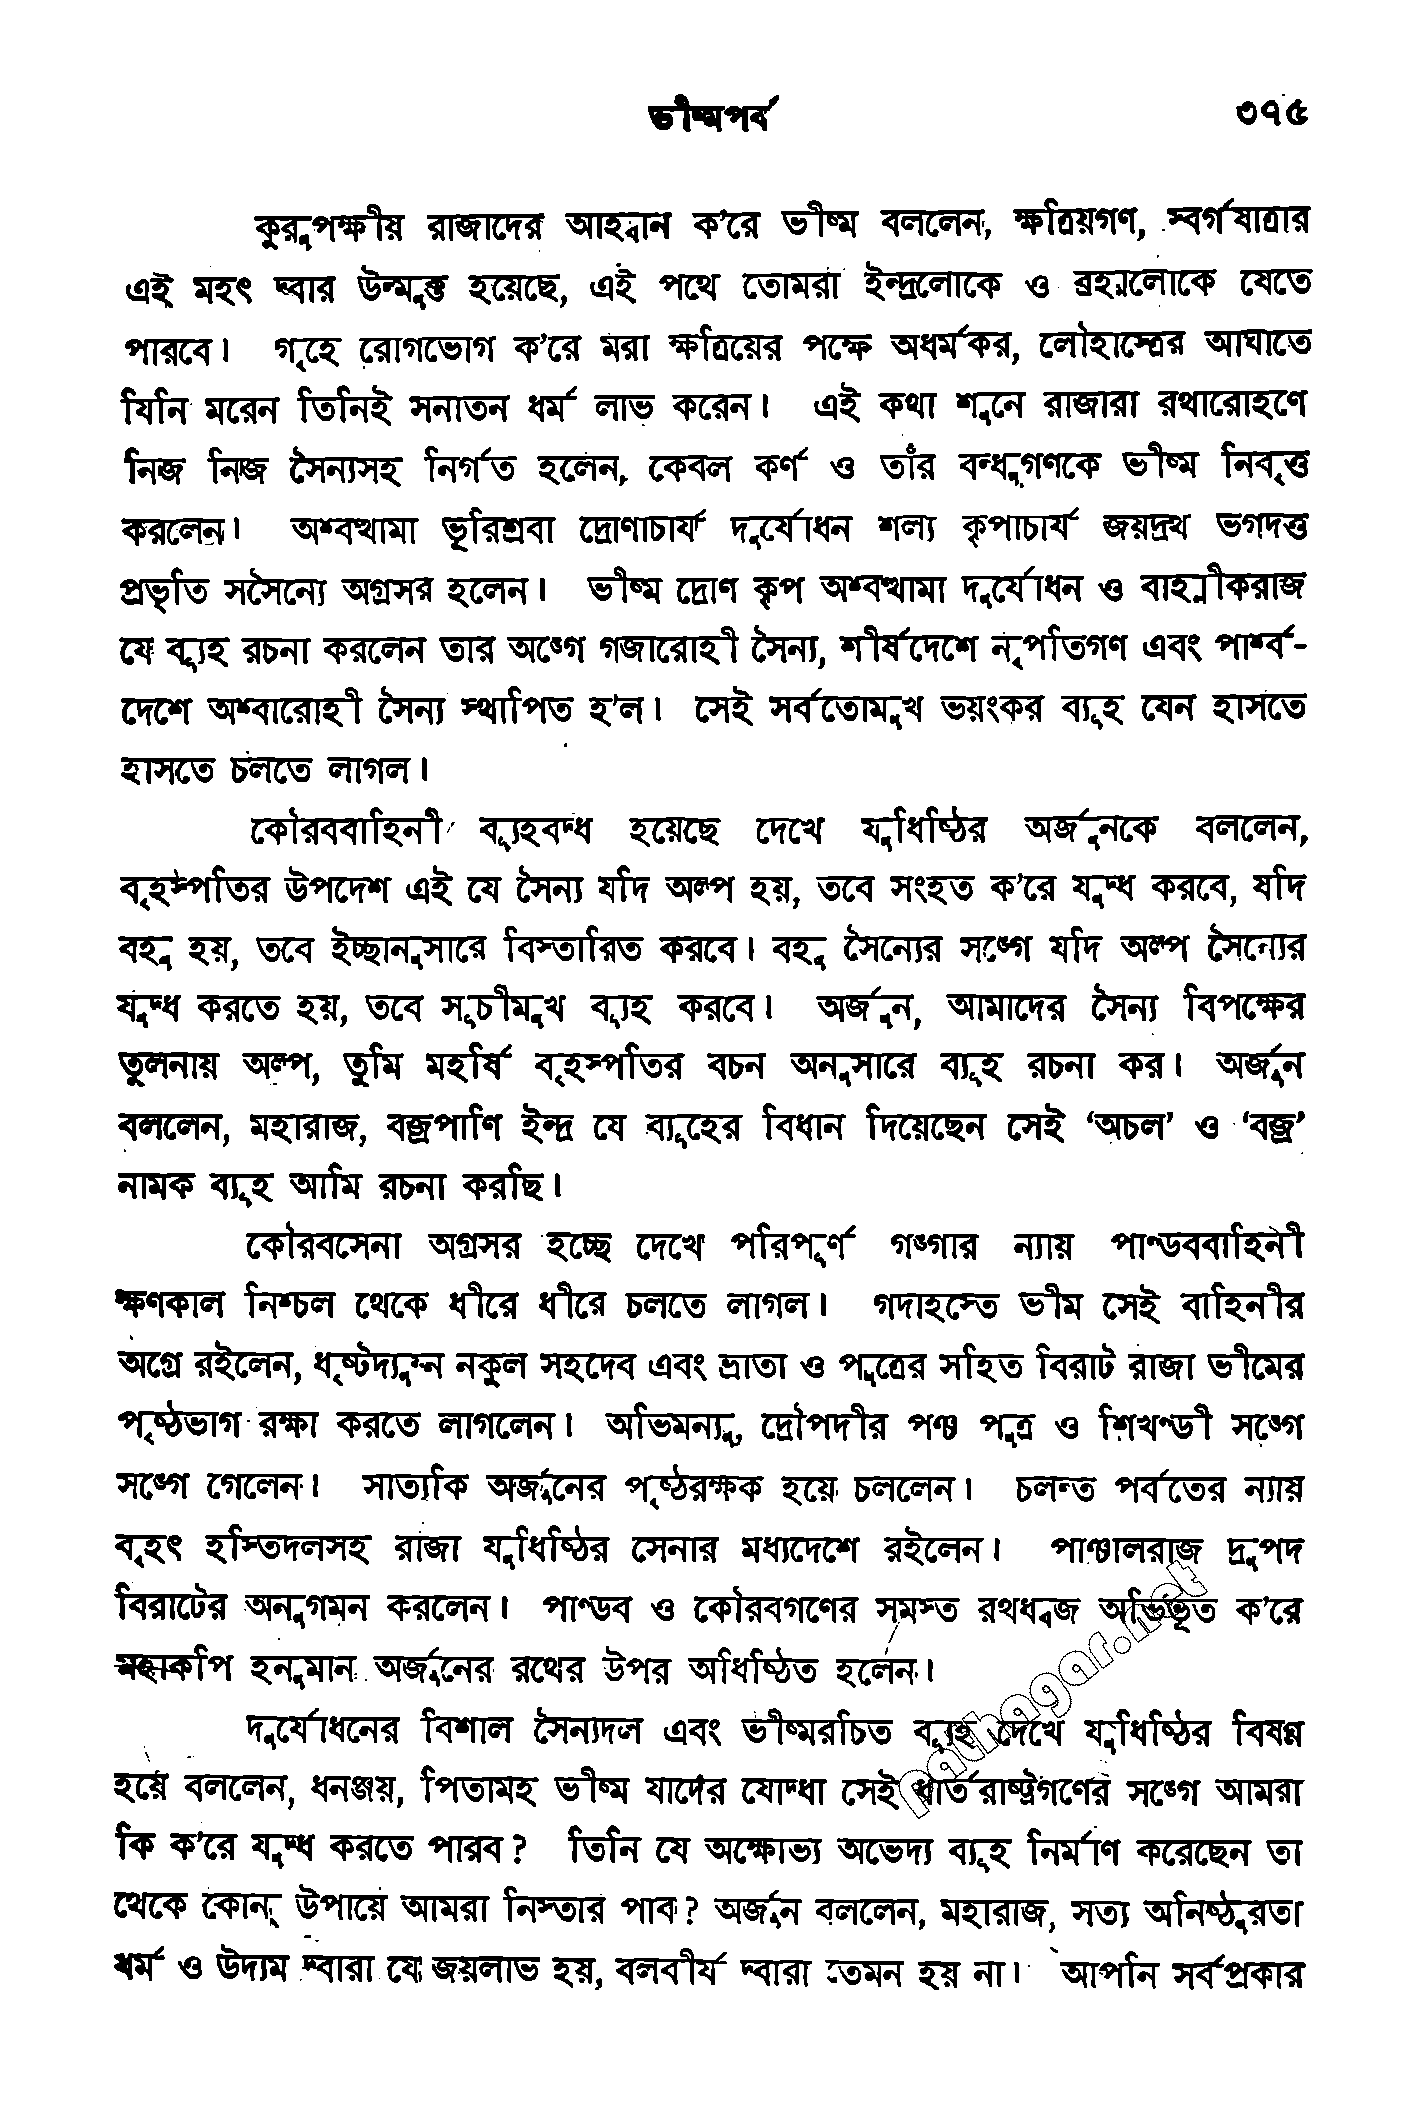 ভীষ্মপর্ব ৩৭৫
কুরুপক্ষীয় রাজাদের আহ্বান ক'রে ভীষ্ম বললেন, ক্ষত্রিয়গণ, স্বর্গযাত্রার
এই মহৎ দ্বার উন্মুক্ত হয়েছে, এই পথে তোমরা ইন্দ্রলোকে ও ব্রহ্মলোকে যেতে
পারবে। গৃহে রোগভোগ ক'রে মরা ক্ষত্রিয়ের পক্ষে অধর্মকর, লৌহাস্ত্রের আঘাতে
যিনি মরেন তিনিই সনাতন ধর্ম লাভ করেন। এই কথা শুনে রাজারা রথারোহণে
নিজ নিজ সৈন্যসহ নির্গত হলেন, কেবল কর্ণ ও তাঁর বন্ধুগণকে ভীষ্ম নিবৃত্ত
করলেন। অশ্বত্থামা ভূরিশ্রবা দ্রোণাচার্য দুর্যোধন শল্য কৃপাচার্য জয়দ্রথ ভগদত্ত
প্রভৃতি সসৈন্যে অগ্রসর হলেন। ভীষ্ম দ্রোণ কৃপ অশ্বত্থামা দুর্যোধন ও বাহ্লীকরাজ
যে ব্যূহ রচনা করলেন তার অঙ্গে গজারোহী সৈন্য, শীর্ষদেশে নৃপতিগণ এবং পার্শ্ব-
দেশে অশ্বারোহী সৈন্য স্থাপিত হ'ল। সেই সর্বতোমুখ ভয়ংকর ব্যূহ যেন হাসতে
হাসতে চলতে লাগল।
কৌরববাহিনী ব্যূহবদ্ধ হয়েছে দেখে যুধিষ্ঠির অর্জুনকে বললেন,
বৃহস্পতির উপদেশ এই যে সৈন্য যদি অল্প হয়, তবে সংহত ক'রে যুদ্ধ করবে, যদি
বহু হয়, তবে ইচ্ছানুসারে বিস্তারিত করবে। বহু সৈন্যের সঙ্গে যদি অল্প সৈন্যের
যুদ্ধ করতে হয়, তবে সূচীমুখ ব্যূহ করবে। অর্জুন, আমাদের সৈন্য বিপক্ষের
তুলনায় অল্প, তুমি মহর্ষি বৃহস্পতির বচন অনুসারে ব্যূহ রচনা কর। অর্জুন
বললেন, মহারাজ, বজ্রপাণি ইন্দ্র যে ব্যূহের বিধান দিয়েছেন সেই ‘অচল’ ও ‘বজ্র’
নামক ব্যূহ আমি রচনা করছি।
কৌরবসেনা অগ্রসর হচ্ছে দেখে পরিপূর্ণ গঙ্গার ন্যায় পাণ্ডববাহিনী
ক্ষণকাল নিশ্চল থেকে ধীরে ধীরে চলতে লাগল। গদাহস্তে ভীম সেই বাহিনীর
অগ্রে রইলেন, ধৃষ্টদ্যুম্ন নকুল সহদেব এবং ভ্রাতা ও পুত্রের সহিত বিরাট রাজা ভীমের
পৃষ্ঠভাগ রক্ষা করতে লাগলেন। অভিমন্যু, দ্রৌপদীর পঞ্চ পুত্র ও শিখণ্ডী সঙ্গে
সঙ্গে গেলেন। সাত্যকি অর্জুনের পৃষ্ঠরক্ষক হয়ে চললেন। চলন্ত পর্বতের ন্যায়
বৃহৎ হস্তিদলসহ রাজা যুধিষ্ঠির সেনার মধ্যদেশে রইলেন। পাঞ্চালরাজ দ্রুপদ
বিরাটের অনুগমন করলেন। পাণ্ডব ও কৌরবগণের সমস্ত রথধ্বজ অভিভূত ক'রে
মহাকপি হনুমান অর্জুনের রথের উপর অধিষ্ঠিত হলেন।
দুর্যোধনের বিশাল সৈন্যদল এবং ভীষ্মরচিত ব্যূহ দেখে যুধিষ্ঠির বিষণ্ণ
হয়ে বললেন, ধনঞ্জয়, পিতামহ ভীষ্ম যাদের যোদ্ধা সেই ধার্তরাষ্ট্রগণের সঙ্গে আমরা
কি ক'রে যুদ্ধ করতে পারব? তিনি যে অক্ষোভ্য অভেদ্য ব্যূহ নির্মাণ করেছেন তা
থেকে কোন্ উপায়ে আমরা নিস্তার পাব? অর্জুন বললেন, মহারাজ, সত্য অনিষ্ঠুরতা
ধর্ম ও উদ্যম দ্বারা যে জয়লাভ হয়, বলবীর্য দ্বারা তেমন হয় না। আপনি সর্বপ্রকার
pathagar.net